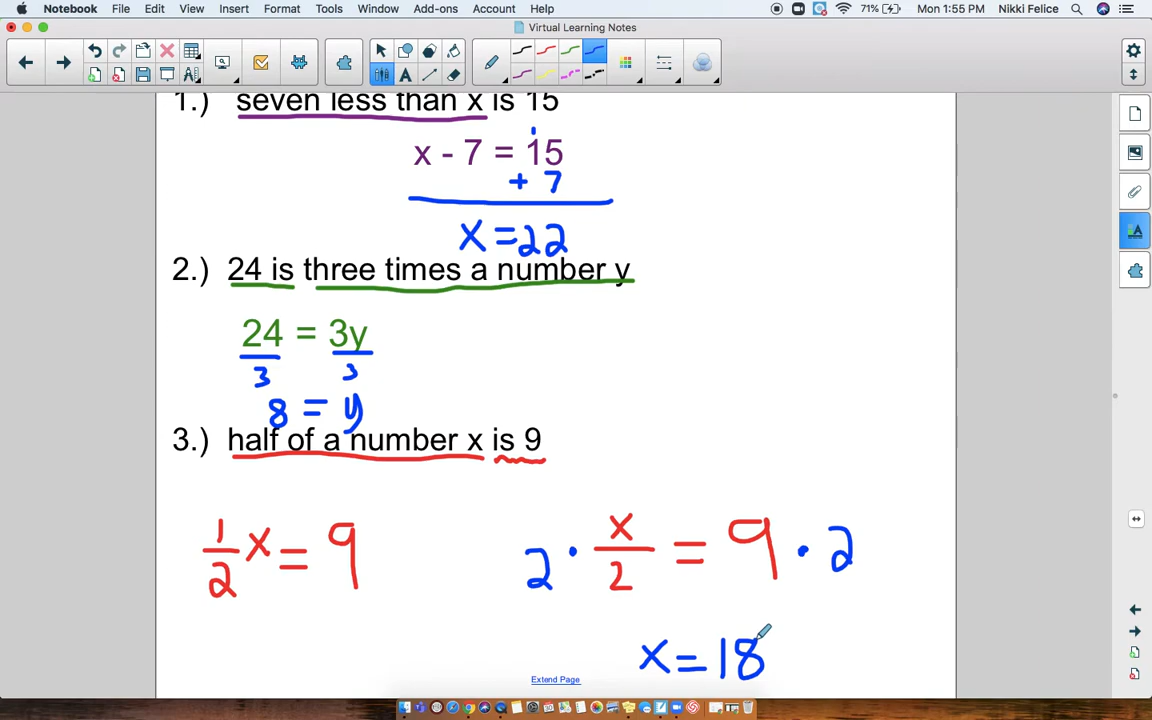 Notebook File Edit View Insert Format Tools Window Add-ons Account Help 71% Mon 1:55 PM Nikki Felice
Virtual Learning Notes
1.) seven less than x is 15
x - 7 = 15
+ 7
x = 22
2.) 24 is three times a number y
24 = 3y
3 3
8 = y
3.) half of a number x is 9
1/2 x = 9
2 · x/2 = 9 · 2
x = 18
Extend Page